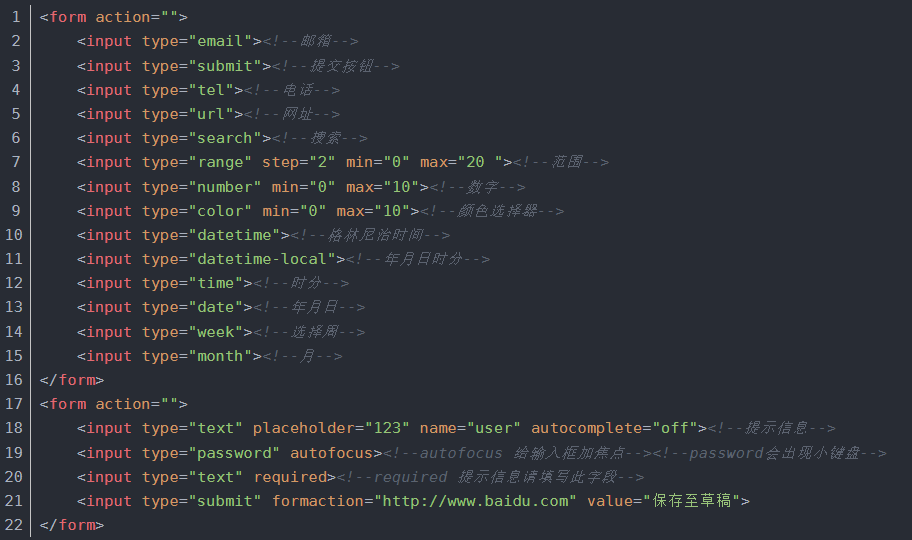 1 <form action="">
2     <input type="email"><!--邮箱-->
3     <input type="submit"><!--提交按钮-->
4     <input type="tel"><!--电话-->
5     <input type="url"><!--网址-->
6     <input type="search"><!--搜索-->
7     <input type="range" step="2" min="0" max="20 "><!--范围-->
8     <input type="number" min="0" max="10"><!--数字-->
9     <input type="color" min="0" max="10"><!--颜色选择器-->
10     <input type="datetime"><!--格林尼治时间-->
11     <input type="datetime-local"><!--年月日时分-->
12     <input type="time"><!--时分-->
13     <input type="date"><!--年月日-->
14     <input type="week"><!--选择周-->
15     <input type="month"><!--月-->
16 </form>
17 <form action="">
18     <input type="text" placeholder="123" name="user" autocomplete="off"><!--提示信息-->
19     <input type="password" autofocus><!--autofocus 给输入框加焦点--><!--password会出现小键盘-->
20     <input type="text" required><!--required 提示信息请填写此字段-->
21     <input type="submit" formaction="http://www.baidu.com" value="保存至草稿">
22 </form>